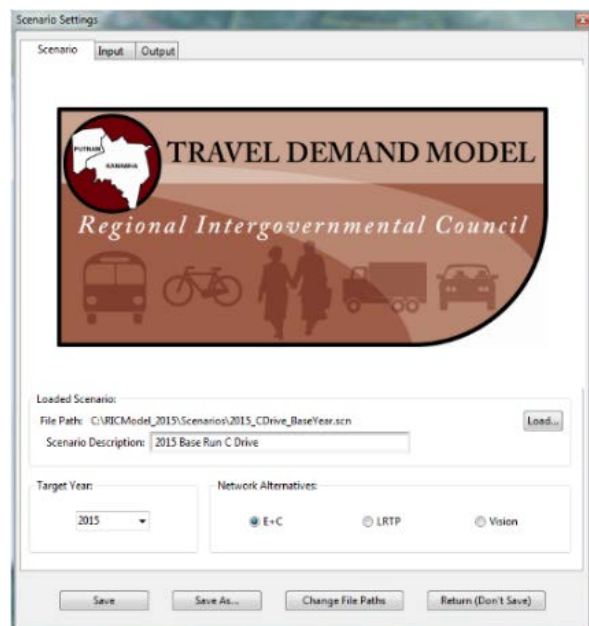 Scenario Settings
Scenario Input Output
PUTNAM
KANAWHA
TRAVEL DEMAND MODEL
Regional Intergovernmental Council
Loaded Scenario:
File Path: C:\RICModel_2015\Scenarios\2015_CDrive_BaseYear.scn
Load...
Scenario Description: 2015 Base Run C Drive
Target Year: Network Alternatives:
2015 E+C LRTP Vision
Save Save As... Change File Paths Return (Don't Save)